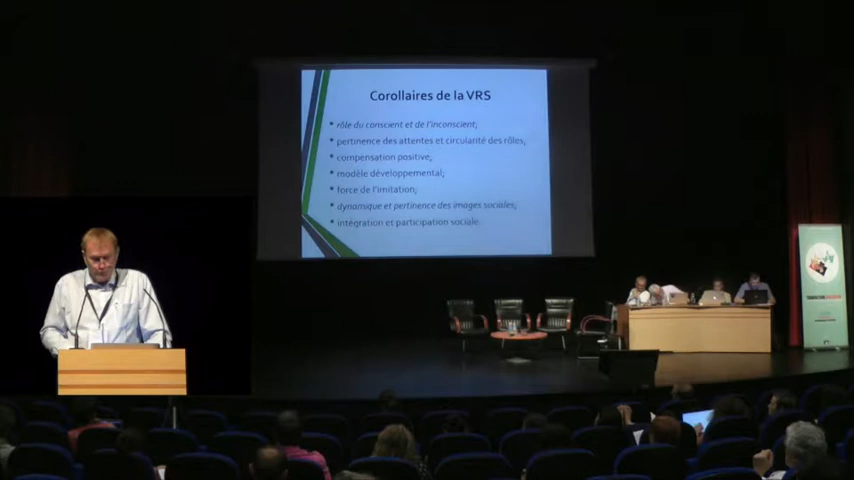 Corollaires de la VRS
• rôle du conscient et de l'inconscient;
• pertinence des attentes et circularité des rôles,
• compensation positive,
• modèle développemental;
• force de l'imitation;
• dynamique et pertinence des images sociales,
• intégration et participation sociale.